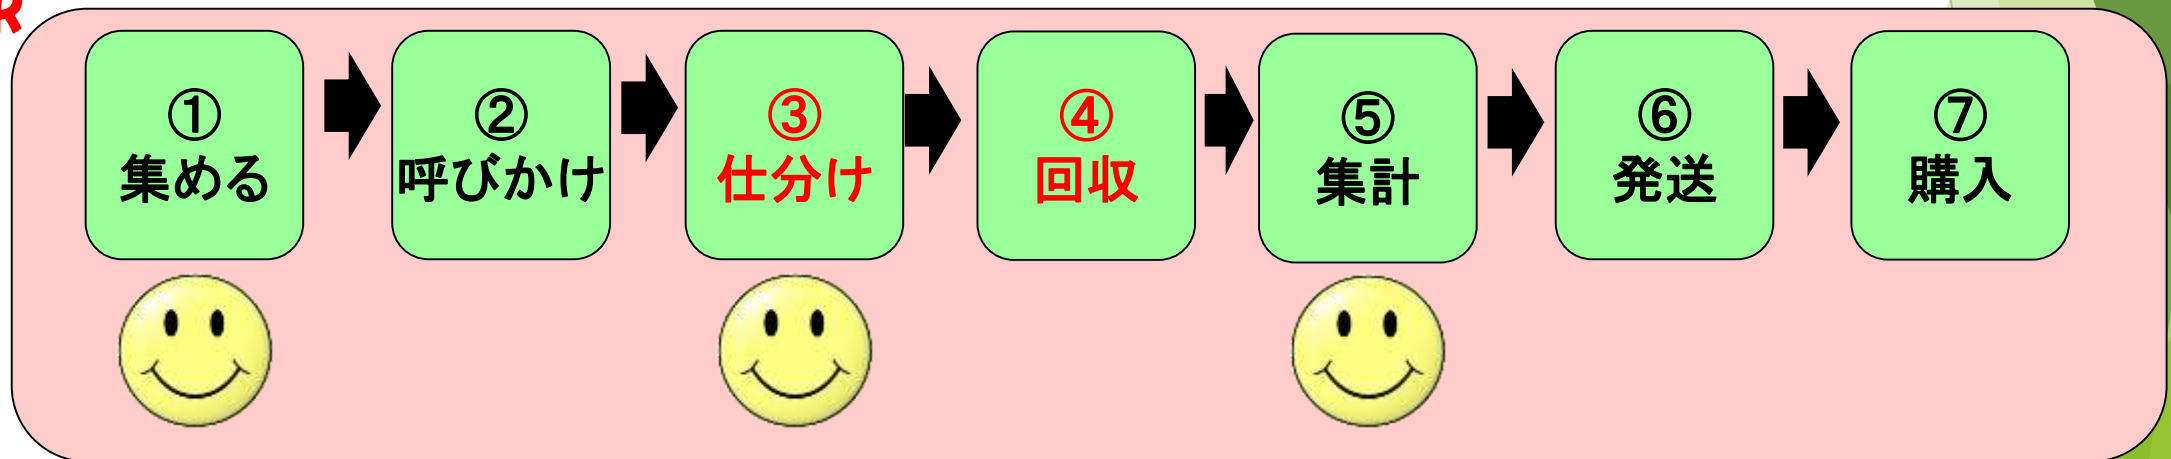 ①
集める
②
呼びかけ
③
仕分け
④
回収
⑤
集計
⑥
発送
⑦
購入